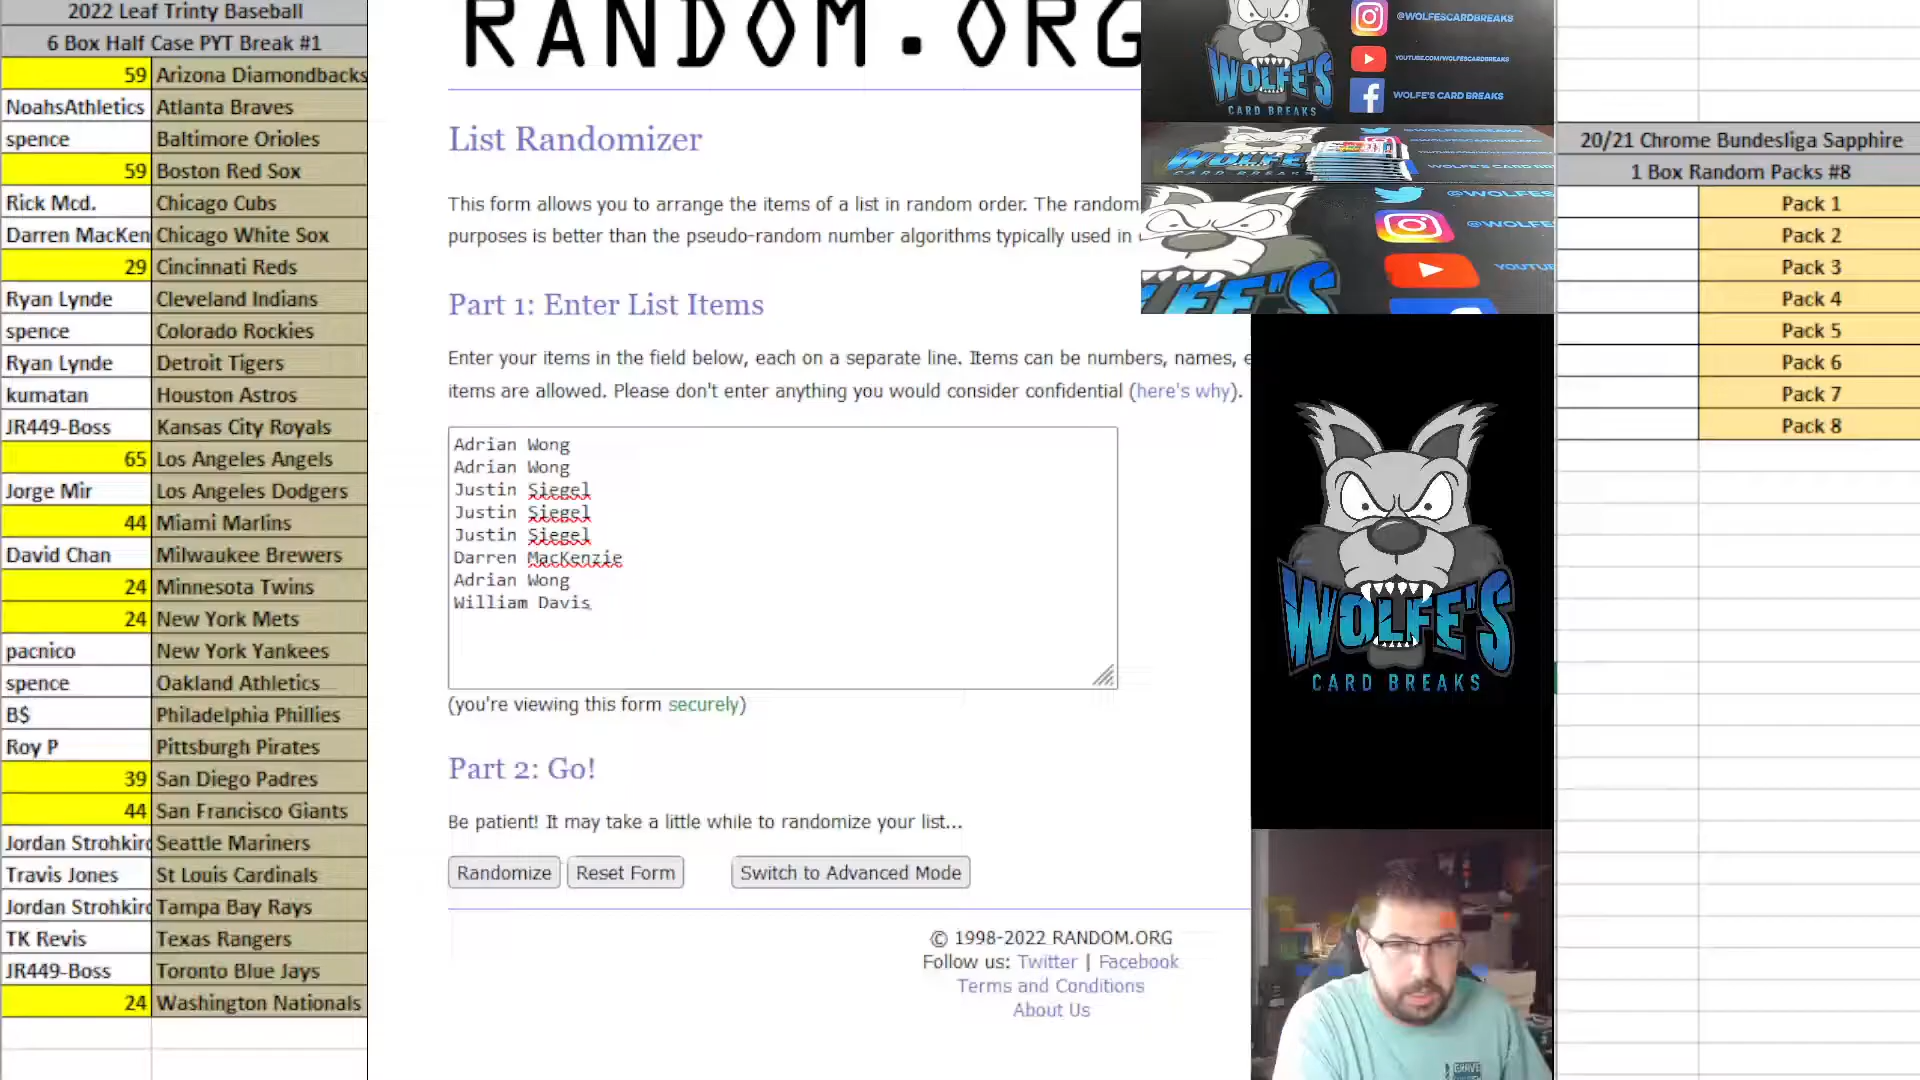 2022 Leaf Trinty Baseball
6 Box Half Case PYT Break #1
59 Arizona Diamondbacks
NoahsAthletics Atlanta Braves
spence Baltimore Orioles
59 Boston Red Sox
Rick Mcd. Chicago Cubs
Darren MacKen Chicago White Sox
29 Cincinnati Reds
Ryan Lynde Cleveland Indians
spence Colorado Rockies
Ryan Lynde Detroit Tigers
kumatan Houston Astros
JR449-Boss Kansas City Royals
65 Los Angeles Angels
Jorge Mir Los Angeles Dodgers
44 Miami Marlins
David Chan Milwaukee Brewers
24 Minnesota Twins
24 New York Mets
pacnico New York Yankees
spence Oakland Athletics
B$ Philadelphia Phillies
Roy P Pittsburgh Pirates
39 San Diego Padres
44 San Francisco Giants
Jordan Strohkirc Seattle Mariners
Travis Jones St Louis Cardinals
Jordan Strohkirc Tampa Bay Rays
TK Revis Texas Rangers
JR449-Boss Toronto Blue Jays
24 Washington Nationals
RANDOM.ORG
List Randomizer
This form allows you to arrange the items of a list in random order. The random
purposes is better than the pseudo-random number algorithms typically used in
Part 1: Enter List Items
Enter your items in the field below, each on a separate line. Items can be numbers, names, e
items are allowed. Please don't enter anything you would consider confidential (here's why).
Adrian Wong
Adrian Wong
Justin Siegel
Justin Siegel
Justin Siegel
Darren MacKenzie
Adrian Wong
William Davis
(you're viewing this form securely)
Part 2: Go!
Be patient! It may take a little while to randomize your list...
Randomize Reset Form Switch to Advanced Mode
© 1998-2022 RANDOM.ORG
Follow us: Twitter | Facebook
Terms and Conditions
About Us
WOLFE'S
CARD BREAKS
@WOLFESCARDBREAKS
YOUTUBE.COM/WOLFESCARDBREAKS
WOLFE'S CARD BREAKS
@WOLFES
YOUTU
WOLFE'S
CARD BREAKS
20/21 Chrome Bundesliga Sapphire
1 Box Random Packs #8
Pack 1
Pack 2
Pack 3
Pack 4
Pack 5
Pack 6
Pack 7
Pack 8